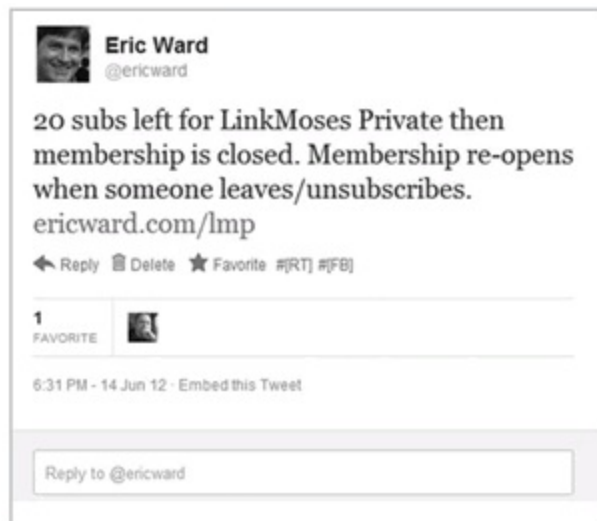 Eric Ward
@ericward
20 subs left for LinkMoses Private then
membership is closed. Membership re-opens
when someone leaves/unsubscribes.
ericward.com/lmp
Reply Delete Favorite #[RT] #[FB]
1
FAVORITE
6:31 PM - 14 Jun 12 · Embed this Tweet
Reply to @ericward